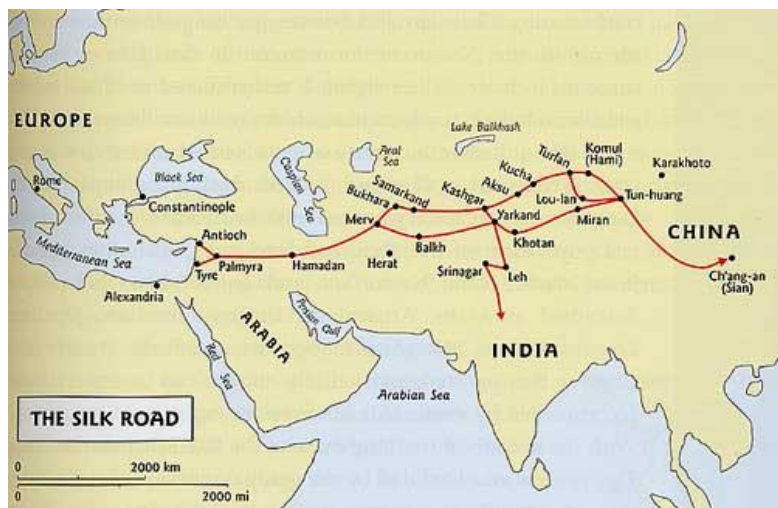 EUROPE
Rome
Black Sea
Constantinople
Mediterranean Sea
Antioch
Tyre
Palmyra
Alexandria
Red
Sea
ARABIA
Persian Gulf
Hamadan
Caspian
Sea
Aral
Sea
Lake Balkhash
Merv
Bukhara
Samarkand
Balkh
Herat
Kashgar
Yarkand
Aksu
Kucha
Turfan
Komul
(Hami)
Karakhoto
Lou-lan
Tun-huang
Miran
Khotan
Srinagar
Leh
CHINA
Ch'ang-an
(Sian)
INDIA
Arabian Sea
THE SILK ROAD
0 2000 km
0 2000 mi